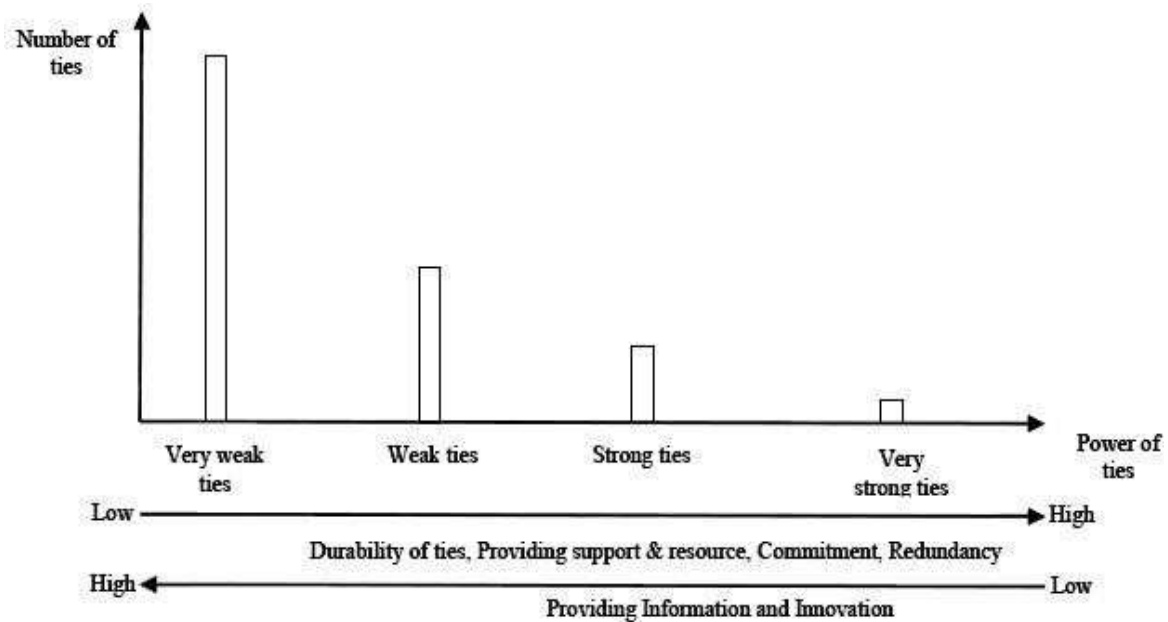 Number of
ties
Very weak
ties
Weak ties
Strong ties
Very
strong ties
Power of
ties
Low
High
Durability of ties, Providing support & resource, Commitment, Redundancy
High
Low
Providing Information and Innovation